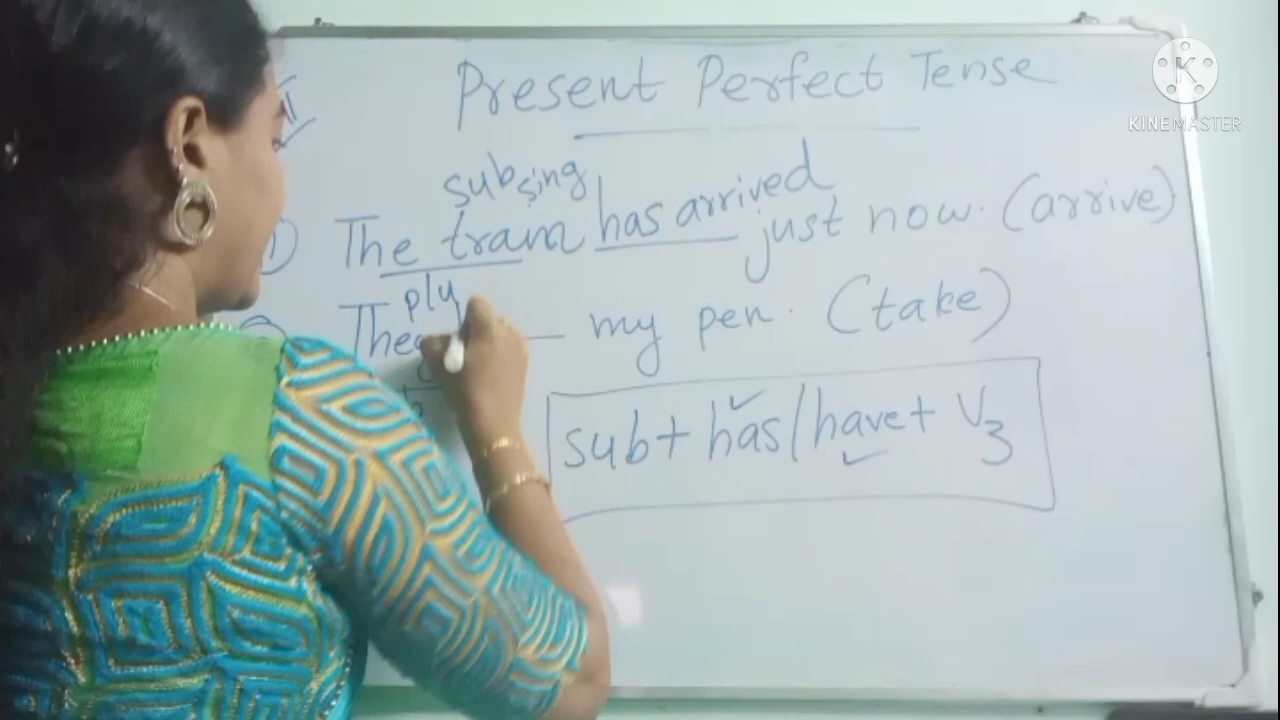 Present Perfect Tense
KINEMASTER
sub sing
① The train has arrived just now. (arrive)
ply
They — my pen. (take)
sub + has / have + V3